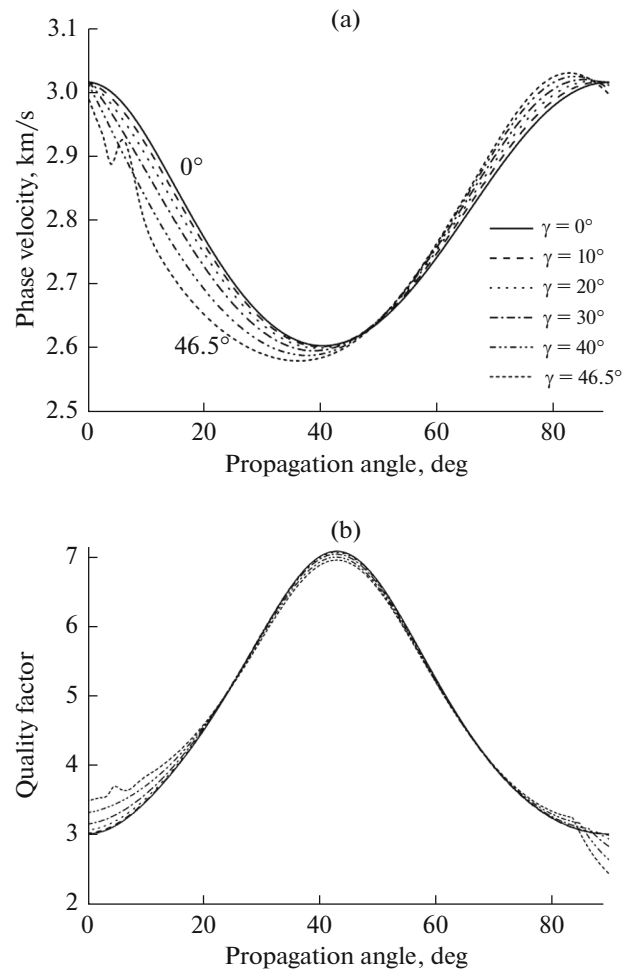 (a)
3.1
3.0
2.9
2.8
2.7
2.6
2.5
Phase velocity, km/s
0°
46.5°
γ = 0°
γ = 10°
γ = 20°
γ = 30°
γ = 40°
γ = 46.5°
0 20 40 60 80
Propagation angle, deg
(b)
7
6
5
4
3
2
Quality factor
0 20 40 60 80
Propagation angle, deg